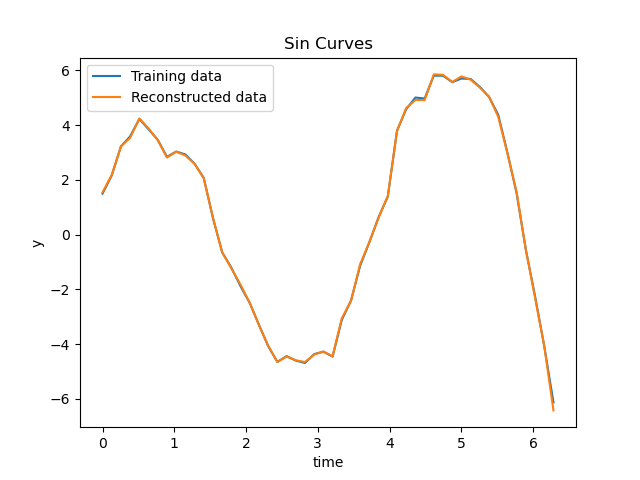 Sin Curves
Training data
Reconstructed data
6
4
2
0
−2
−4
−6
y
0 1 2 3 4 5 6
time